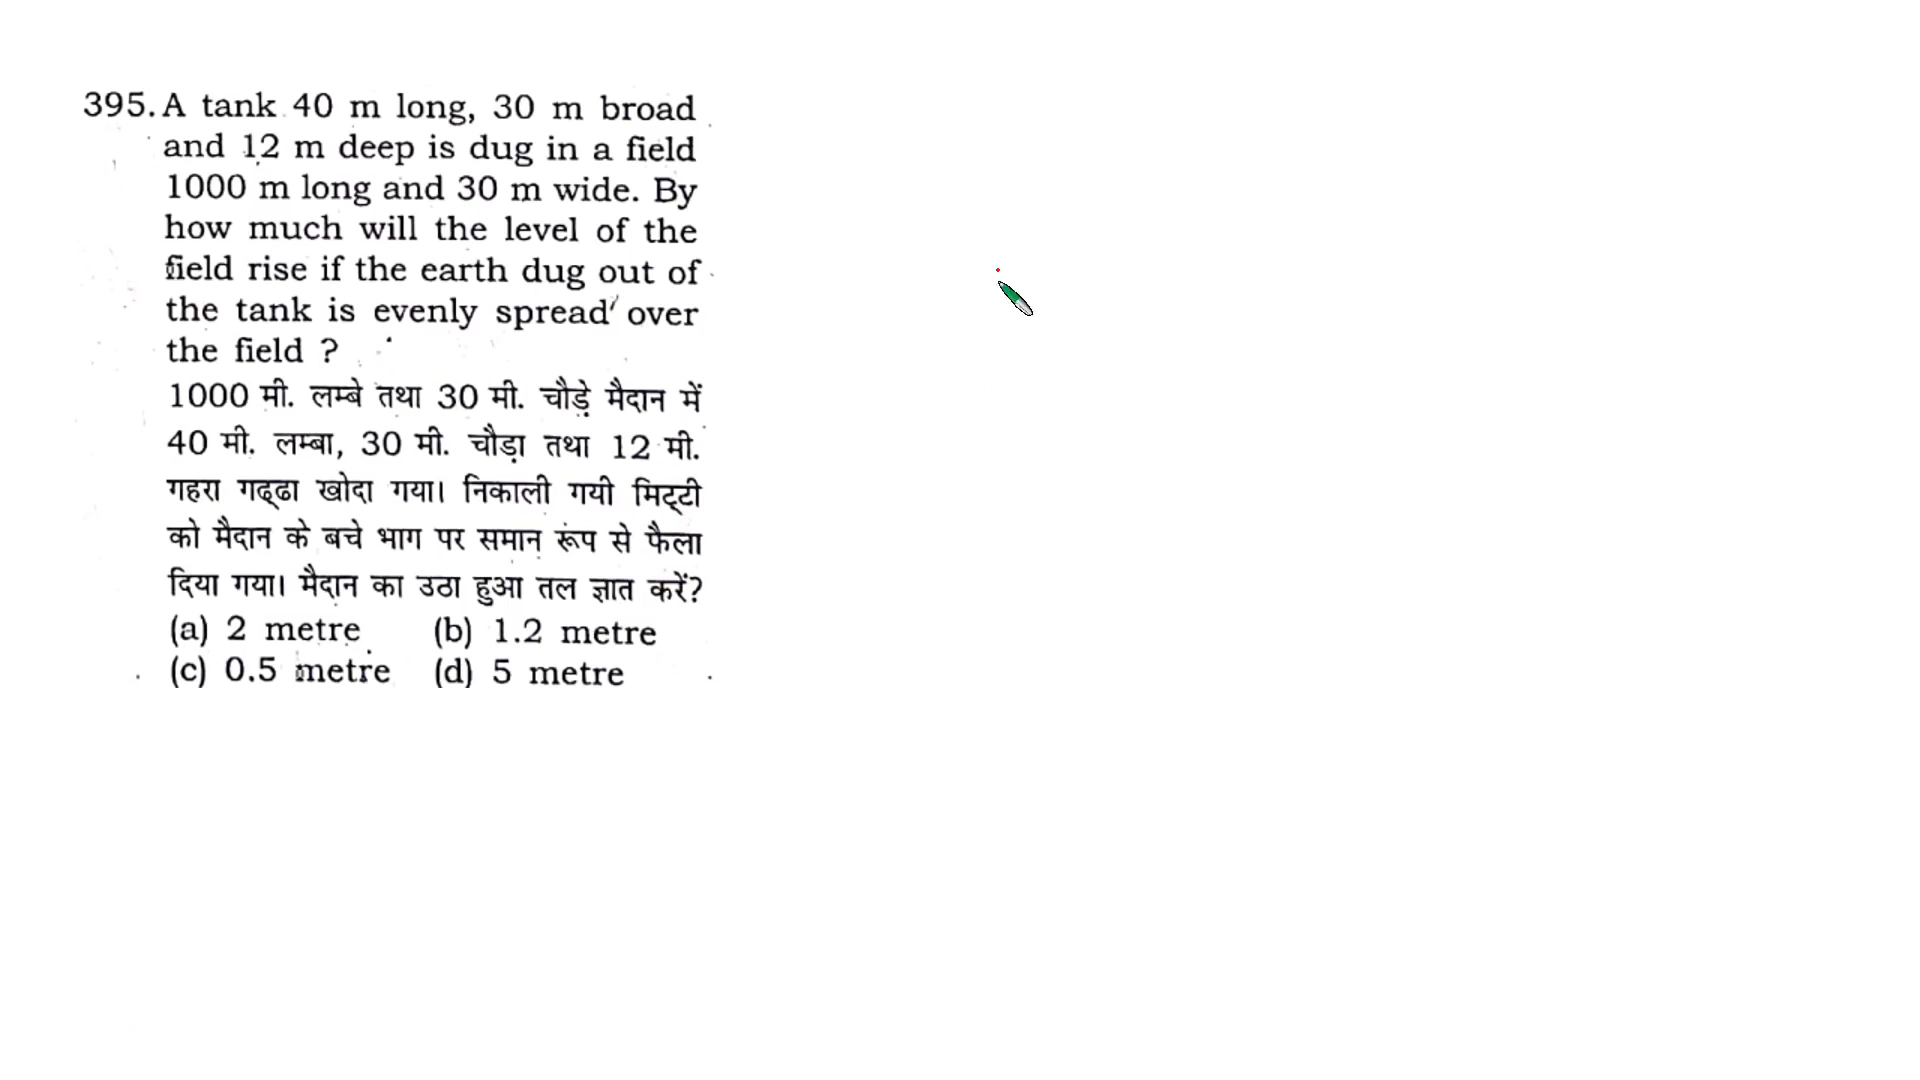 395. A tank 40 m long, 30 m broad
and 12 m deep is dug in a field
1000 m long and 30 m wide. By
how much will the level of the
field rise if the earth dug out of
the tank is evenly spread over
the field ?
1000 मी. लम्बे तथा 30 मी. चौड़े मैदान में
40 मी. लम्बा, 30 मी. चौड़ा तथा 12 मी.
गहरा गढ्ढा खोदा गया। निकाली गयी मिट्टी
को मैदान के बचे भाग पर समान रूप से फैला
दिया गया। मैदान का उठा हुआ तल ज्ञात करें?
(a) 2 metre (b) 1.2 metre
(c) 0.5 metre (d) 5 metre